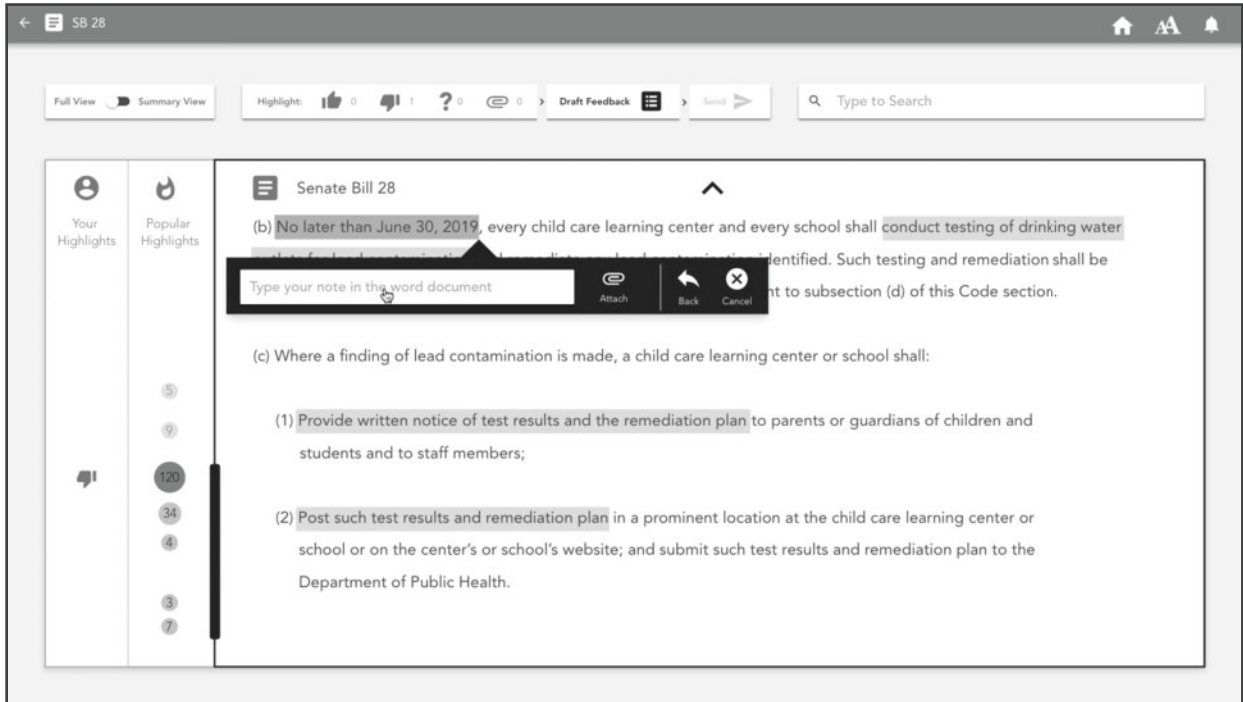 SB 28
AA
Full View Summary View
Highlight: 0 1 ? 0 0 > Draft Feedback > Send
Type to Search
Your Highlights
Popular Highlights
Senate Bill 28
(b) No later than June 30, 2019, every child care learning center and every school shall conduct testing of drinking water
identified. Such testing and remediation shall be
Type your note in the word document
Attach
Back
Cancel
to subsection (d) of this Code section.
(c) Where a finding of lead contamination is made, a child care learning center or school shall:
5
9
(1) Provide written notice of test results and the remediation plan to parents or guardians of children and
students and to staff members;
120
34
4
(2) Post such test results and remediation plan in a prominent location at the child care learning center or
school or on the center's or school's website; and submit such test results and remediation plan to the
Department of Public Health.
3
7